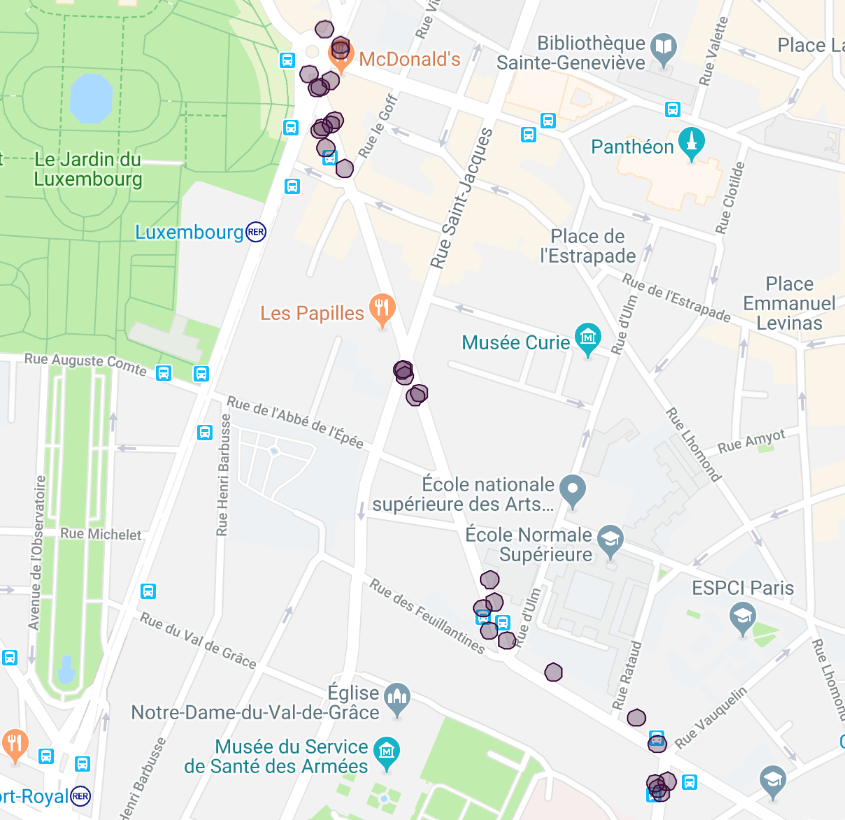 Rue Vi
McDonald's
Bibliothèque
Sainte-Geneviève
Rue Valette
Place La
Rue le Goff
Panthéon
Le Jardin du
Luxembourg
Rue Saint-Jacques
Rue Clotilde
Luxembourg RER
Place de
l'Estrapade
Rue de l'Estrapade
Place
Emmanuel
Levinas
Les Papilles
Musée Curie
Rue d'Ulm
Rue Auguste Comte
Rue de l'Abbé de l'Épée
Rue Henri Barbusse
Rue Lhomond
Rue Amyot
École nationale
supérieure des Arts...
Avenue de l'Observatoire
Rue Michelet
École Normale
Supérieure
Rue des Feuillantines
Rue d'Ulm
ESPCI Paris
Rue du Val de Grâce
Rue Rataud
Rue Lhomond
Église
Notre-Dame-du-Val-de-Grâce
Rue Vauquelin
Musée du Service
de Santé des Armées
Henri Barbusse
ort-Royal RER